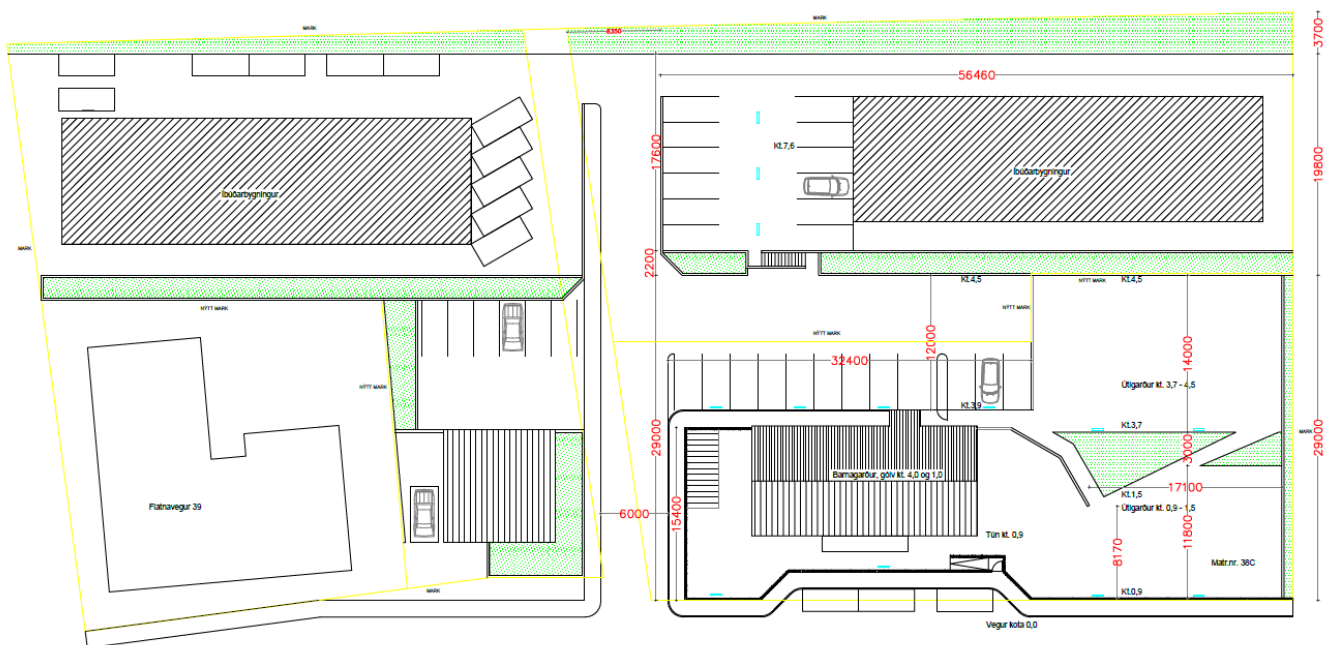 MARK
MARK
3700
8350
56460
17600
Kt.7,6
19800
Íbúðarbygningur
Íbúðarbygningur
MARK
2200
Kt.4,5
NÝTT MARK
Kt.4,5
NÝTT MARK
NÝTT MARK
NÝTT MARK
12000
32400
14000
NÝTT MARK
Útigarður kt. 3,7 - 4,5
Kt.3,9
Kt.3,7
29000
3000
MARK
29000
Barnagarður, gólv kt. 4,0 og 1,0
17100
Kt.1,5
Flatnavegur 39
6000
15400
Útigarður kt. 0,9 - 1,5
11800
Tún kt. 0,9
8170
Matr.nr. 38C
MARK
Kt.0,9
Vegur kota 0,0